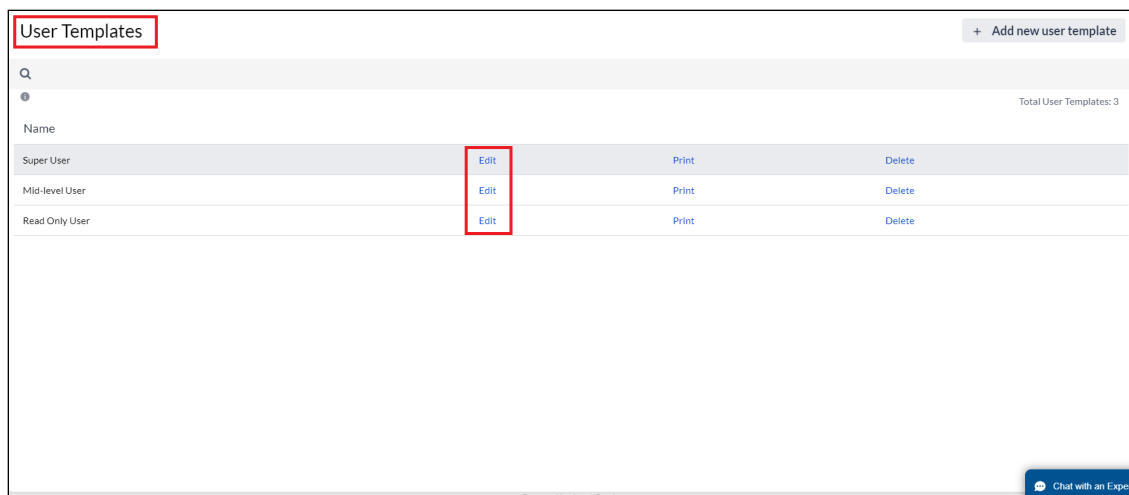 User Templates
+ Add new user template
Total User Templates: 3
Name
Super User Edit Print Delete
Mid-level User Edit Print Delete
Read Only User Edit Print Delete
Chat with an Expe